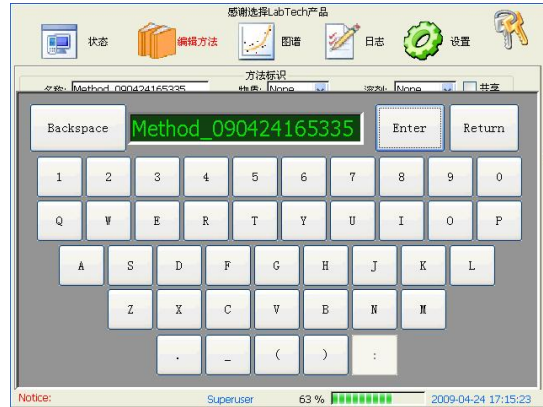 感谢选择LabTech产品
状态 编辑方法 图谱 日志 设置
方法标识
名称: Method_090424165335 物质: None 溶剂: None 共享
Backspace Method_090424165335 Enter Return
1 2 3 4 5 6 7 8 9 0
Q W E R T Y U I O P
A S D F G H J K L
Z X C V B N M
. _ ( ) :
Notice: Superuser 63 % 2009-04-24 17:15:23